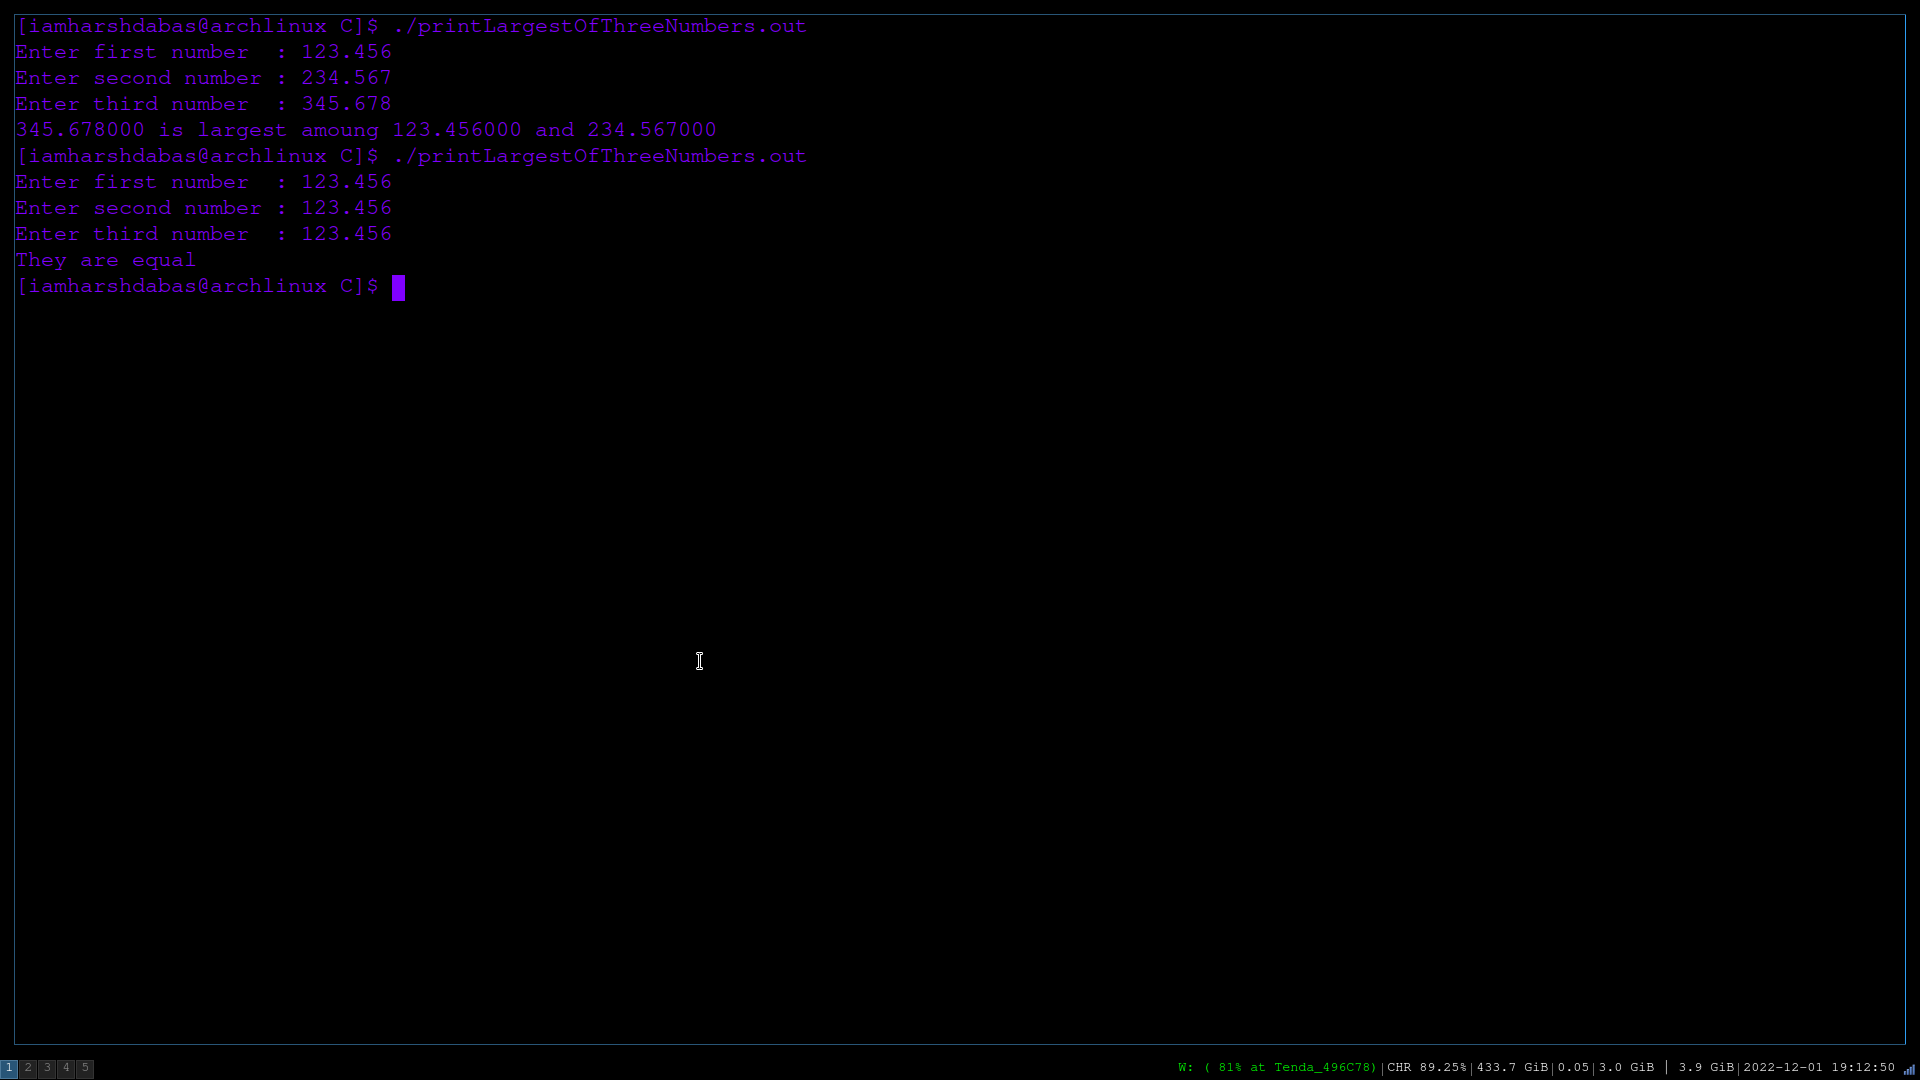 [iamharshdabas@archlinux C]$ ./printLargestOfThreeNumbers.out
Enter first number  : 123.456
Enter second number : 234.567
Enter third number  : 345.678
345.678000 is largest amoung 123.456000 and 234.567000
[iamharshdabas@archlinux C]$ ./printLargestOfThreeNumbers.out
Enter first number  : 123.456
Enter second number : 123.456
Enter third number  : 123.456
They are equal
[iamharshdabas@archlinux C]$
1 2 3 4 5 W: ( 81% at Tenda_496C78)|CHR 89.25%|433.7 GiB|0.05|3.0 GiB | 3.9 GiB|2022-12-01 19:12:50